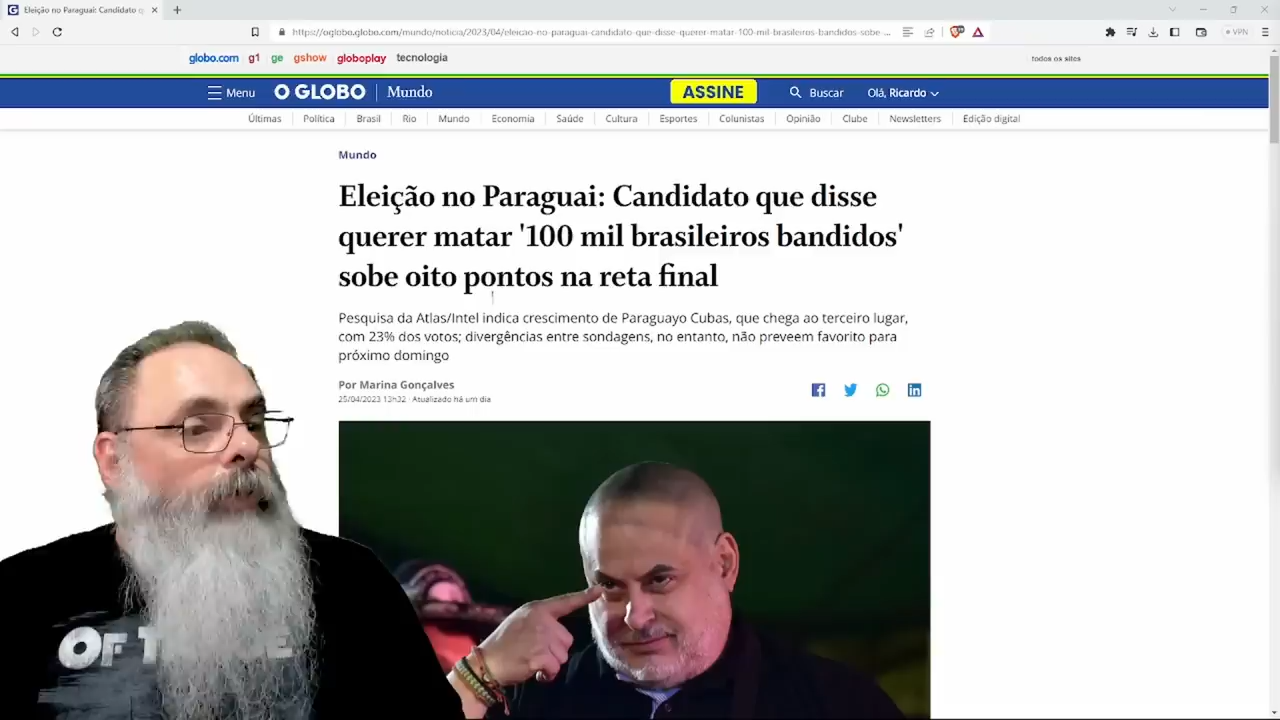 Eleição no Paraguai: Candidato q
https://oglobo.globo.com/mundo/noticia/2023/04/eleicao-no-paraguai-candidato-que-disse-querer-matar-100-mil-brasileiros-bandidos-sobe-oito-...
VPN
globo.com g1 ge gshow globoplay tecnologia todos os sites
Menu O GLOBO Mundo ASSINE Buscar Olá, Ricardo
Últimas Política Brasil Rio Mundo Economia Saúde Cultura Esportes Colunistas Opinião Clube Newsletters Edição digital
Mundo
Eleição no Paraguai: Candidato que disse
querer matar '100 mil brasileiros bandidos'
sobe oito pontos na reta final
Pesquisa da Atlas/Intel indica crescimento de Paraguayo Cubas, que chega ao terceiro lugar,
com 23% dos votos; divergências entre sondagens, no entanto, não preveem favorito para
próximo domingo
Por Marina Gonçalves
25/04/2023 13h32 · Atualizado há um dia
OF